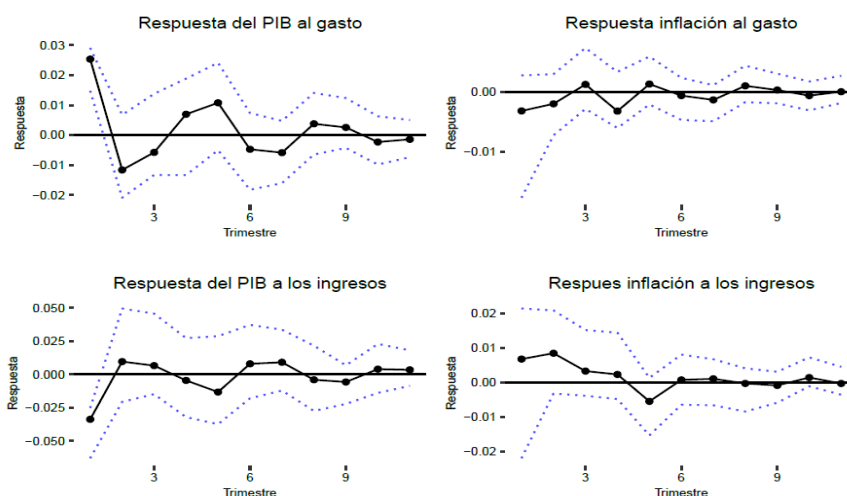 Respuesta del PIB al gasto
Respuesta
0.03
0.02
0.01
0.00
−0.01
−0.02
3
6
9
Trimestre
Respuesta inflación al gasto
Respuesta
0.00
−0.01
3
6
9
Trimestre
Respuesta del PIB a los ingresos
Respuesta
0.050
0.025
0.000
−0.025
−0.050
3
6
9
Trimestre
Respues inflación a los ingresos
Respuesta
0.02
0.01
0.00
−0.01
−0.02
3
6
9
Trimestre